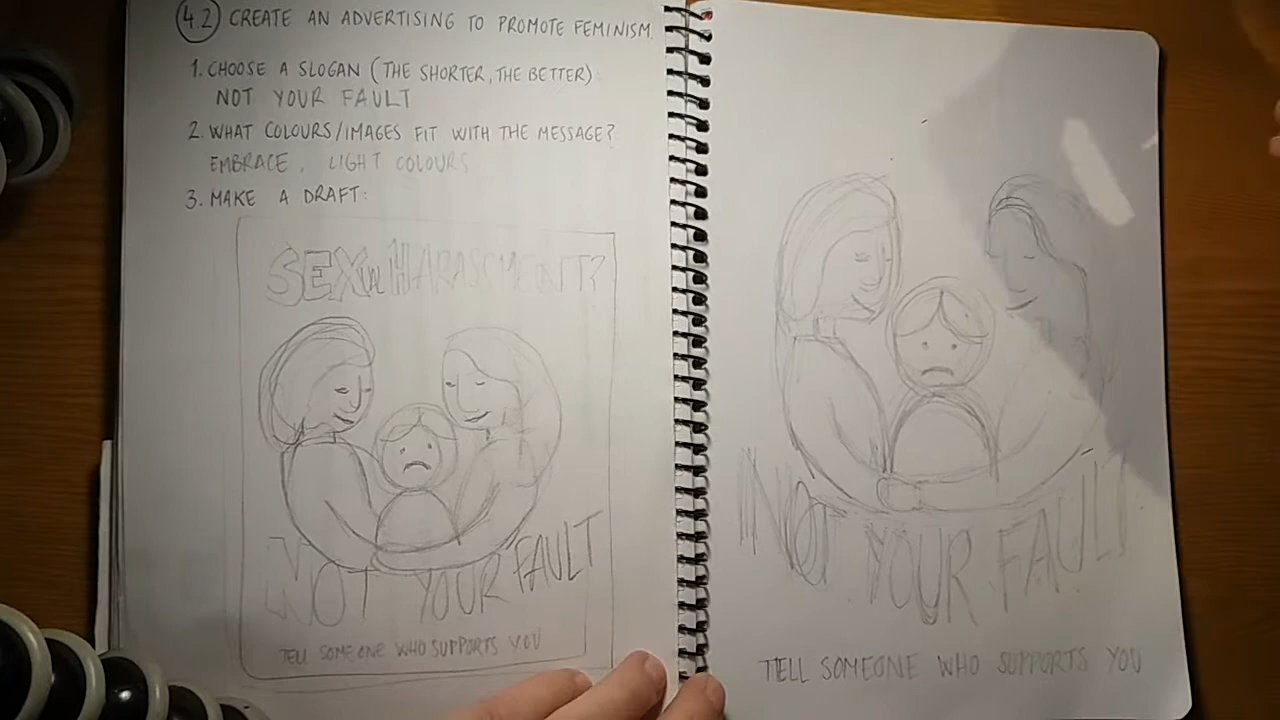 4.2 CREATE AN ADVERTISING TO PROMOTE FEMINISM.
1. CHOOSE A SLOGAN (THE SHORTER, THE BETTER)
NOT YOUR FAULT
2. WHAT COLOURS/IMAGES FIT WITH THE MESSAGE?
EMBRACE, LIGHT COLOURS
3. MAKE A DRAFT:
SEXUAL HARASSMENT?
NOT YOUR FAULT
TELL SOMEONE WHO SUPPORTS YOU
NOT YOUR FAULT
TELL SOMEONE WHO SUPPORTS YOU